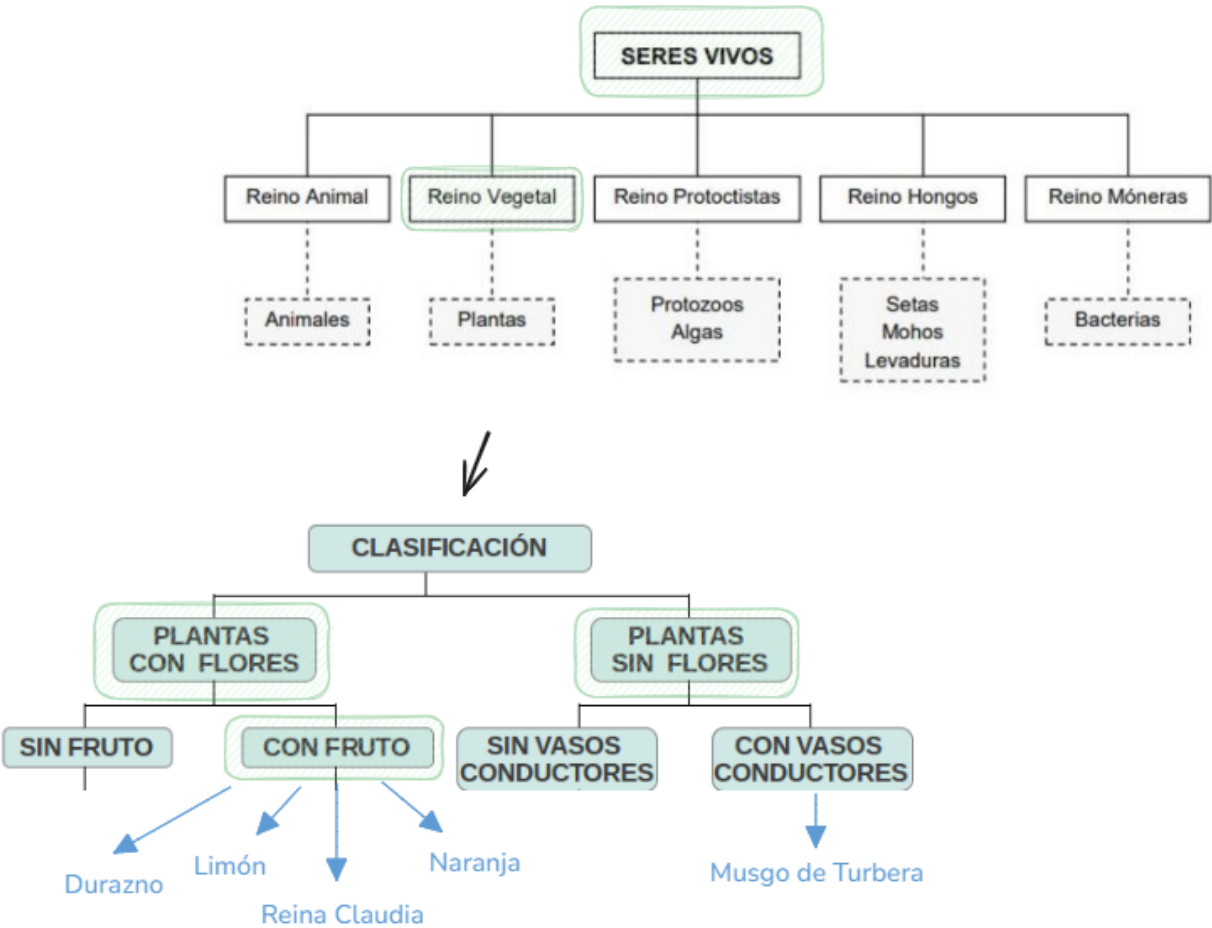 SERES VIVOS
Reino Animal
Reino Vegetal
Reino Protoctistas
Reino Hongos
Reino Móneras
Animales
Plantas
Protozoos
Algas
Setas
Mohos
Levaduras
Bacterias
CLASIFICACIÓN
PLANTAS
CON FLORES
PLANTAS
SIN FLORES
SIN FRUTO
CON FRUTO
SIN VASOS
CONDUCTORES
CON VASOS
CONDUCTORES
Durazno
Limón
Reina Claudia
Naranja
Musgo de Turbera